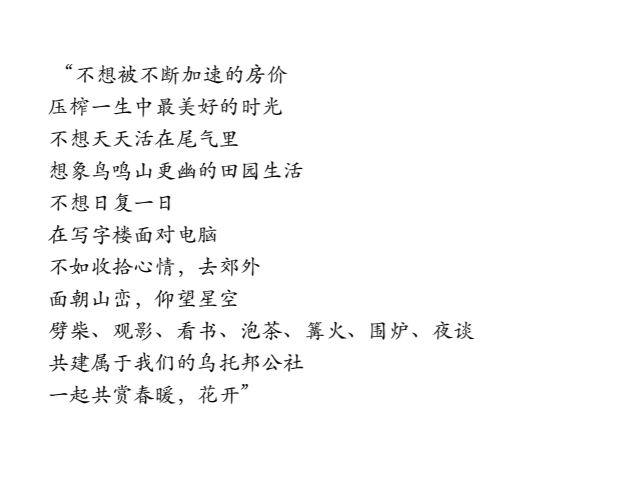 “不想被不断加速的房价
压榨一生中最美好的时光
不想天天活在尾气里
想象鸟鸣山更幽的田园生活
不想日复一日
在写字楼面对电脑
不如收拾心情，去郊外
面朝山峦，仰望星空
劈柴、观影、看书、泡茶、篝火、围炉、夜谈
共建属于我们的乌托邦公社
一起共赏春暖，花开”